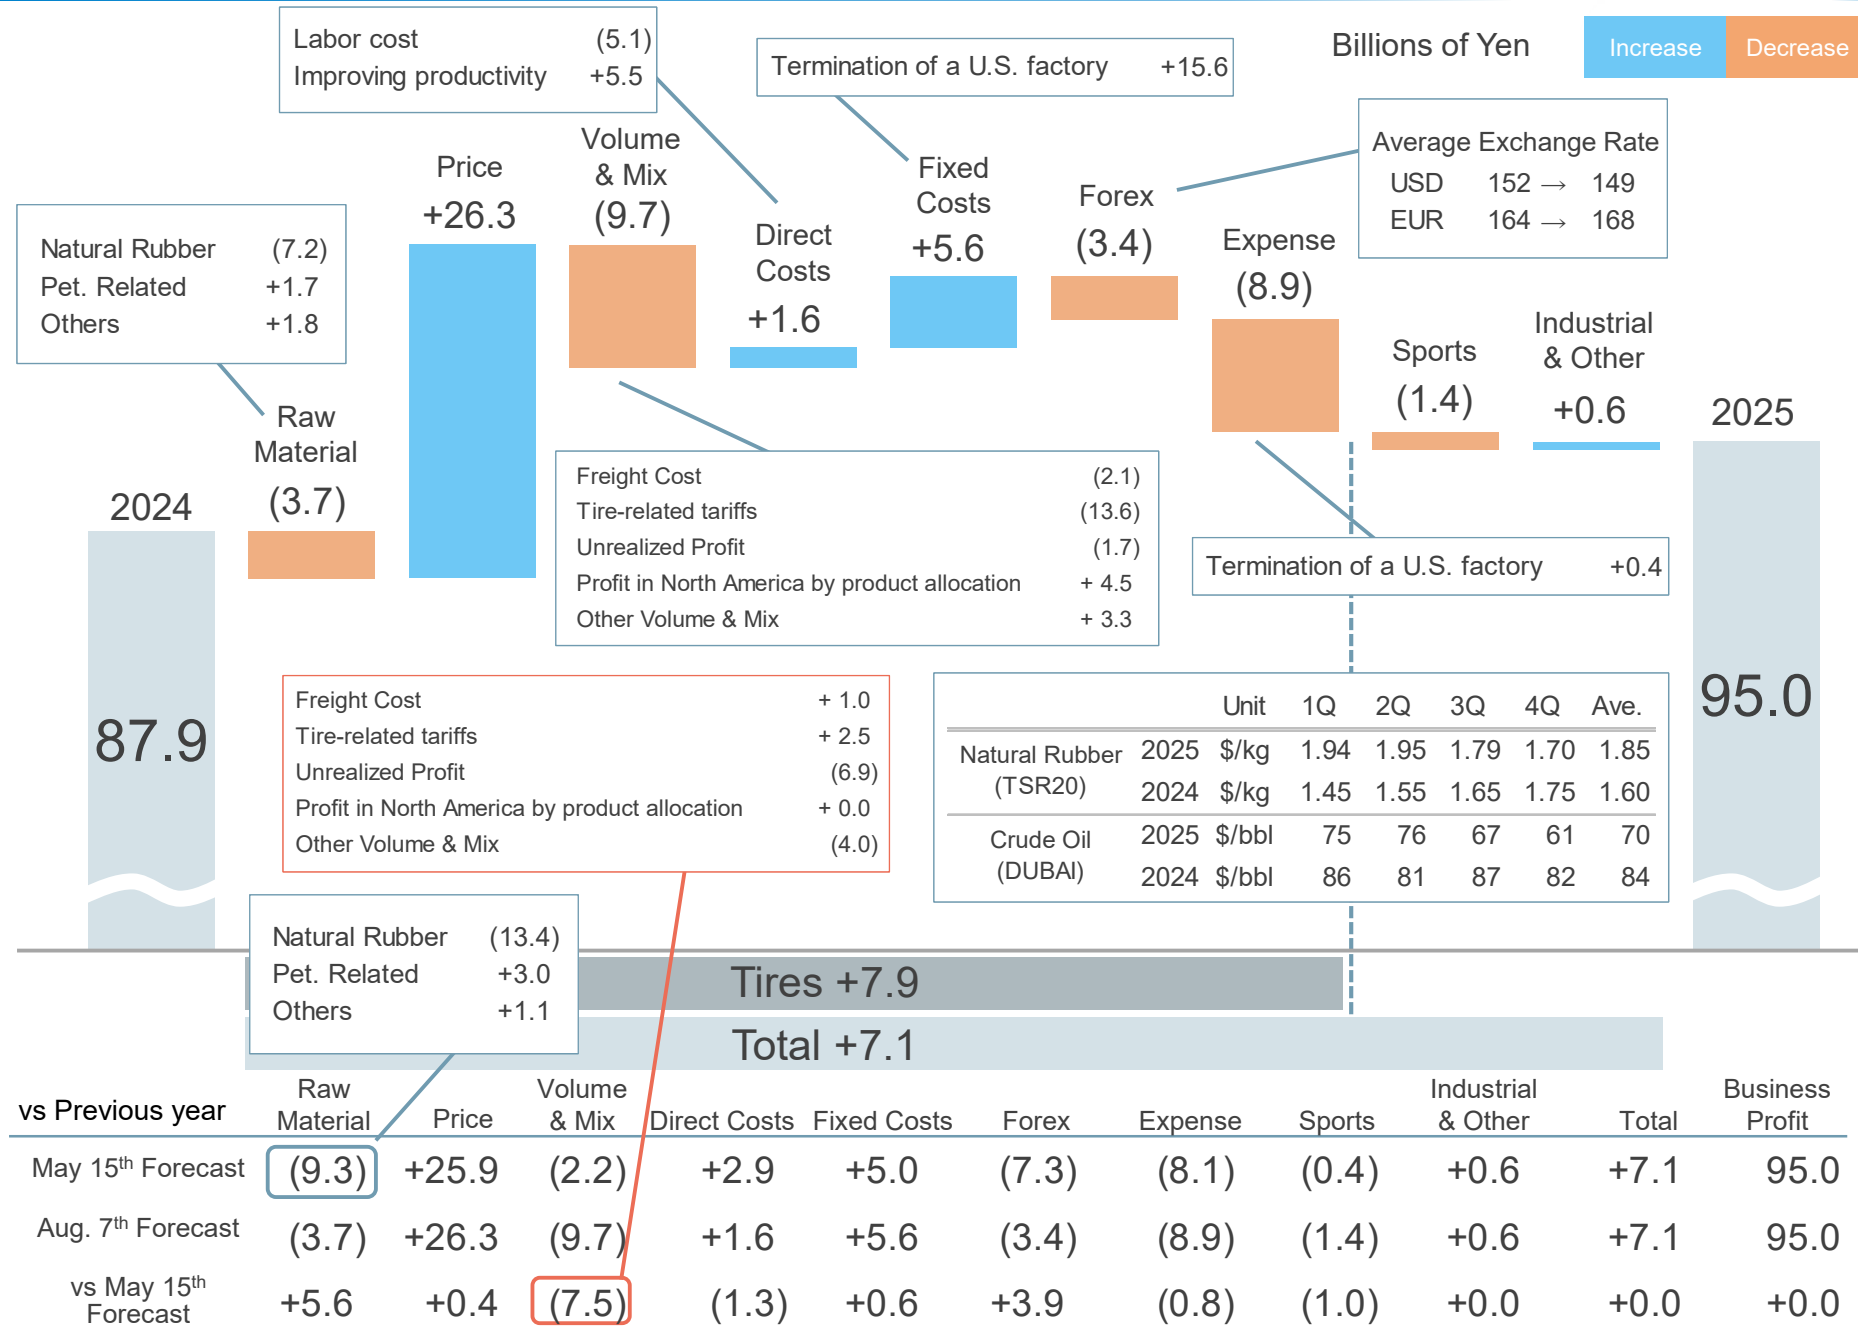 Billions of Yen
Increase Decrease
Labor cost (5.1)
Improving productivity +5.5
Termination of a U.S. factory +15.6
Average Exchange Rate
USD 152 → 149
EUR 164 → 168
Natural Rubber (7.2)
Pet. Related +1.7
Others +1.8
2024
87.9
Raw
Material
(3.7)
Price
+26.3
Volume
& Mix
(9.7)
Direct
Costs
+1.6
Fixed
Costs
+5.6
Forex
(3.4)
Expense
(8.9)
Sports
(1.4)
Industrial
& Other
+0.6
2025
95.0
Freight Cost (2.1)
Tire-related tariffs (13.6)
Unrealized Profit (1.7)
Profit in North America by product allocation + 4.5
Other Volume & Mix + 3.3
Termination of a U.S. factory +0.4
Freight Cost + 1.0
Tire-related tariffs + 2.5
Unrealized Profit (6.9)
Profit in North America by product allocation + 0.0
Other Volume & Mix (4.0)
Unit 1Q 2Q 3Q 4Q Ave.
Natural Rubber
(TSR20)
2025 $/kg 1.94 1.95 1.79 1.70 1.85
2024 $/kg 1.45 1.55 1.65 1.75 1.60
Crude Oil
(DUBAI)
2025 $/bbl 75 76 67 61 70
2024 $/bbl 86 81 87 82 84
Natural Rubber (13.4)
Pet. Related +3.0
Others +1.1
Tires +7.9
Total +7.1
vs Previous year
Raw
Material
Price
Volume
& Mix
Direct Costs
Fixed Costs
Forex
Expense
Sports
Industrial
& Other
Total
Business
Profit
May 15th Forecast (9.3) +25.9 (2.2) +2.9 +5.0 (7.3) (8.1) (0.4) +0.6 +7.1 95.0
Aug. 7th Forecast (3.7) +26.3 (9.7) +1.6 +5.6 (3.4) (8.9) (1.4) +0.6 +7.1 95.0
vs May 15th
Forecast
+5.6 +0.4 (7.5) (1.3) +0.6 +3.9 (0.8) (1.0) +0.0 +0.0 +0.0